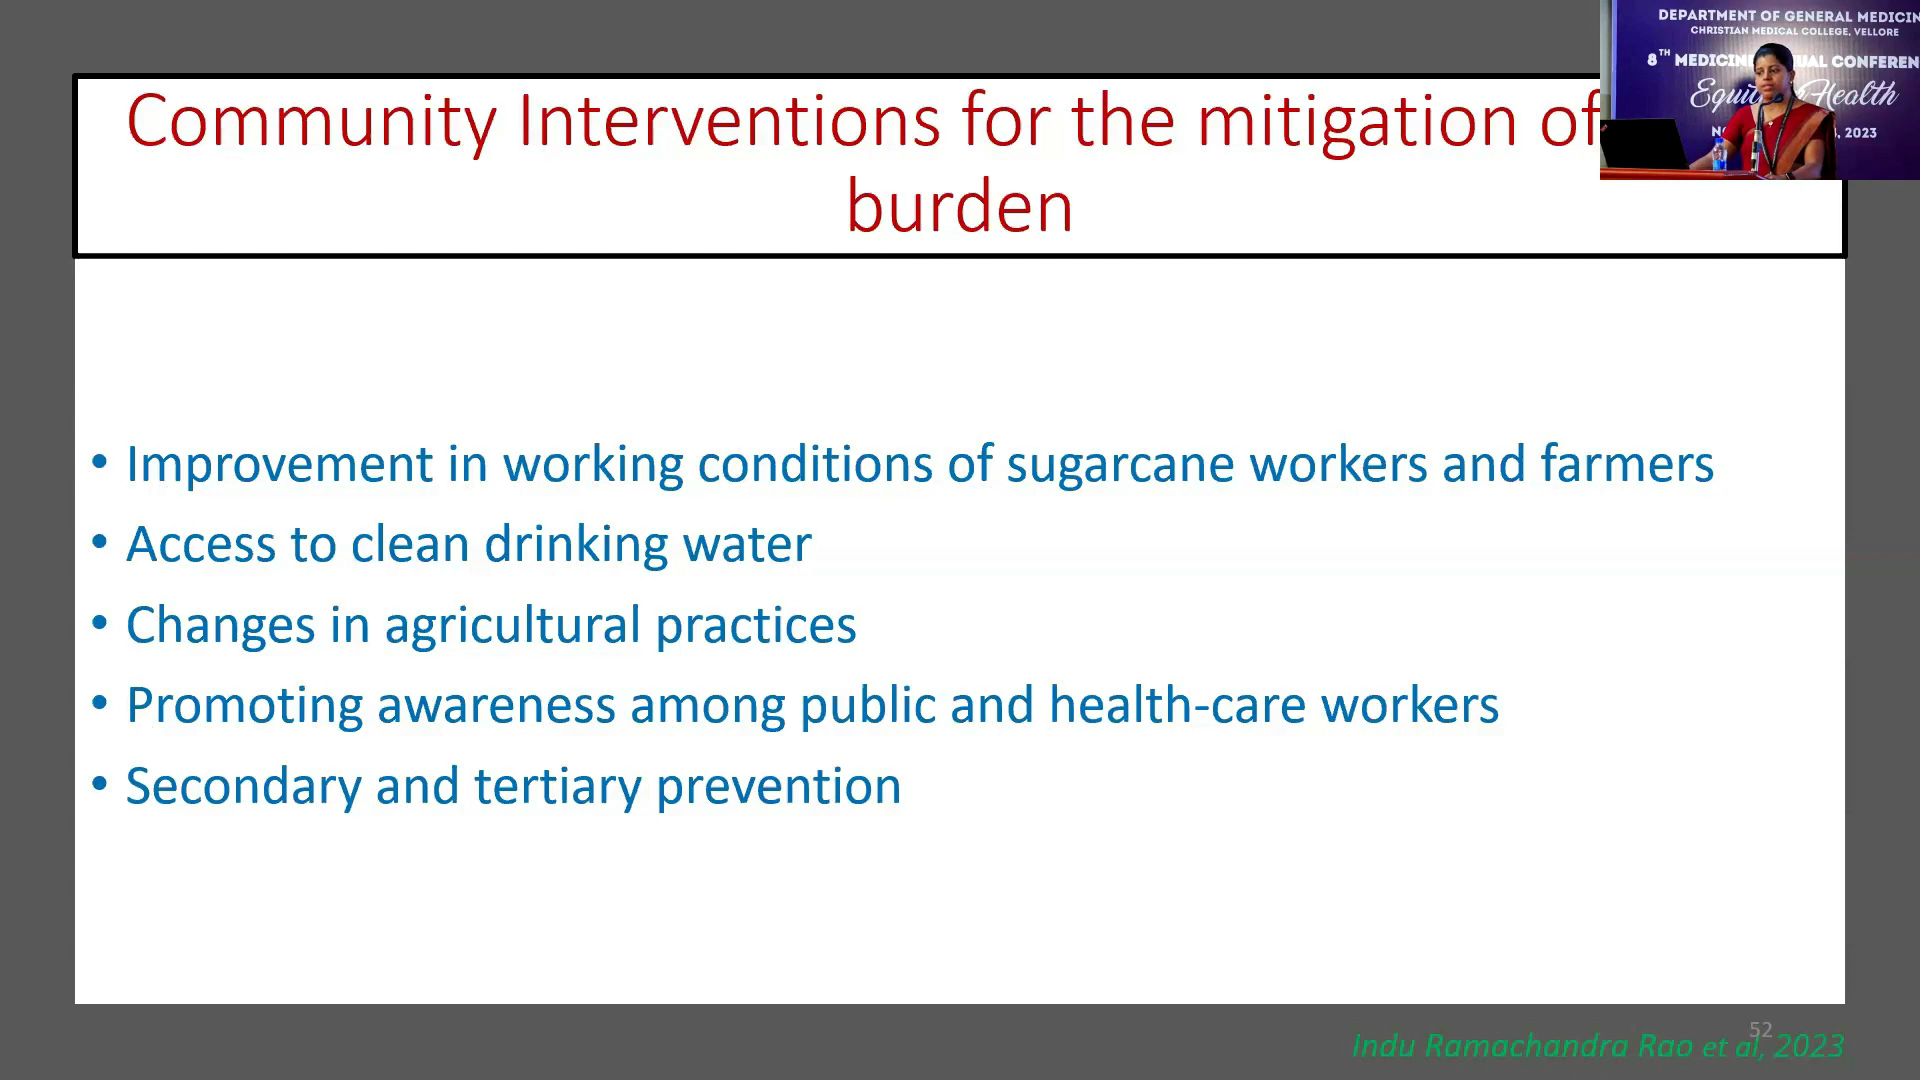 DEPARTMENT OF GENERAL MEDICIN
CHRISTIAN MEDICAL COLLEGE, VELLORE
8TH MEDICIN UAL CONFEREN
Health
, 2023
Community Interventions for the mitigation of
burden
• Improvement in working conditions of sugarcane workers and farmers
• Access to clean drinking water
• Changes in agricultural practices
• Promoting awareness among public and health-care workers
• Secondary and tertiary prevention
52
Indu Ramachandra Rao et al, 2023